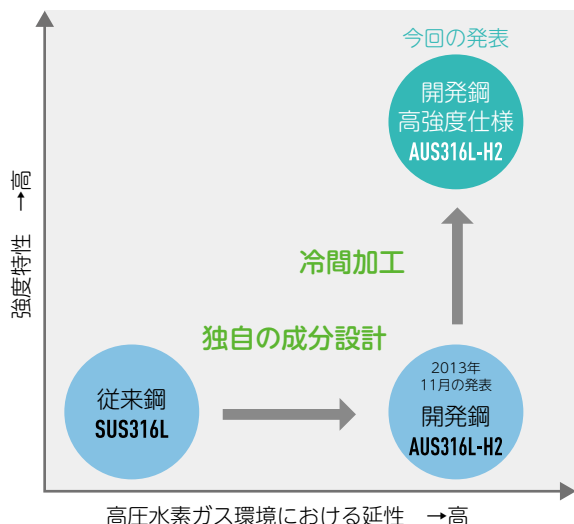 今回の発表
開発鋼
高強度仕様
AUS316L-H2
強度特性 →高
冷間加工
独自の成分設計
従来鋼
SUS316L
2013年
11月の発表
開発鋼
AUS316L-H2
高圧水素ガス環境における延性 →高